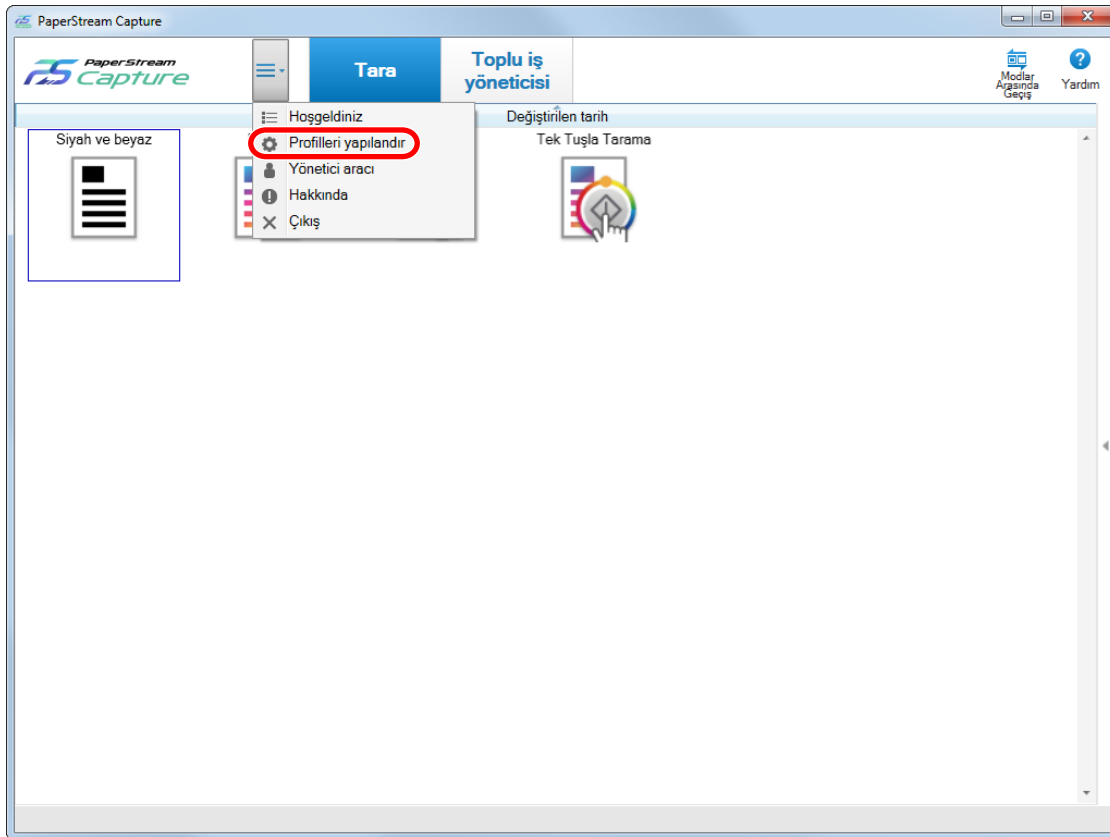 PaperStream Capture
PaperStream
Capture
Tara
Toplu iş
yöneticisi
Modlar
Arasında
Geçiş
Yardım
Hoşgeldiniz
Profilleri yapılandır
Yönetici aracı
Hakkında
Çıkış
Değiştirilen tarih
Siyah ve beyaz
Tek Tuşla Tarama